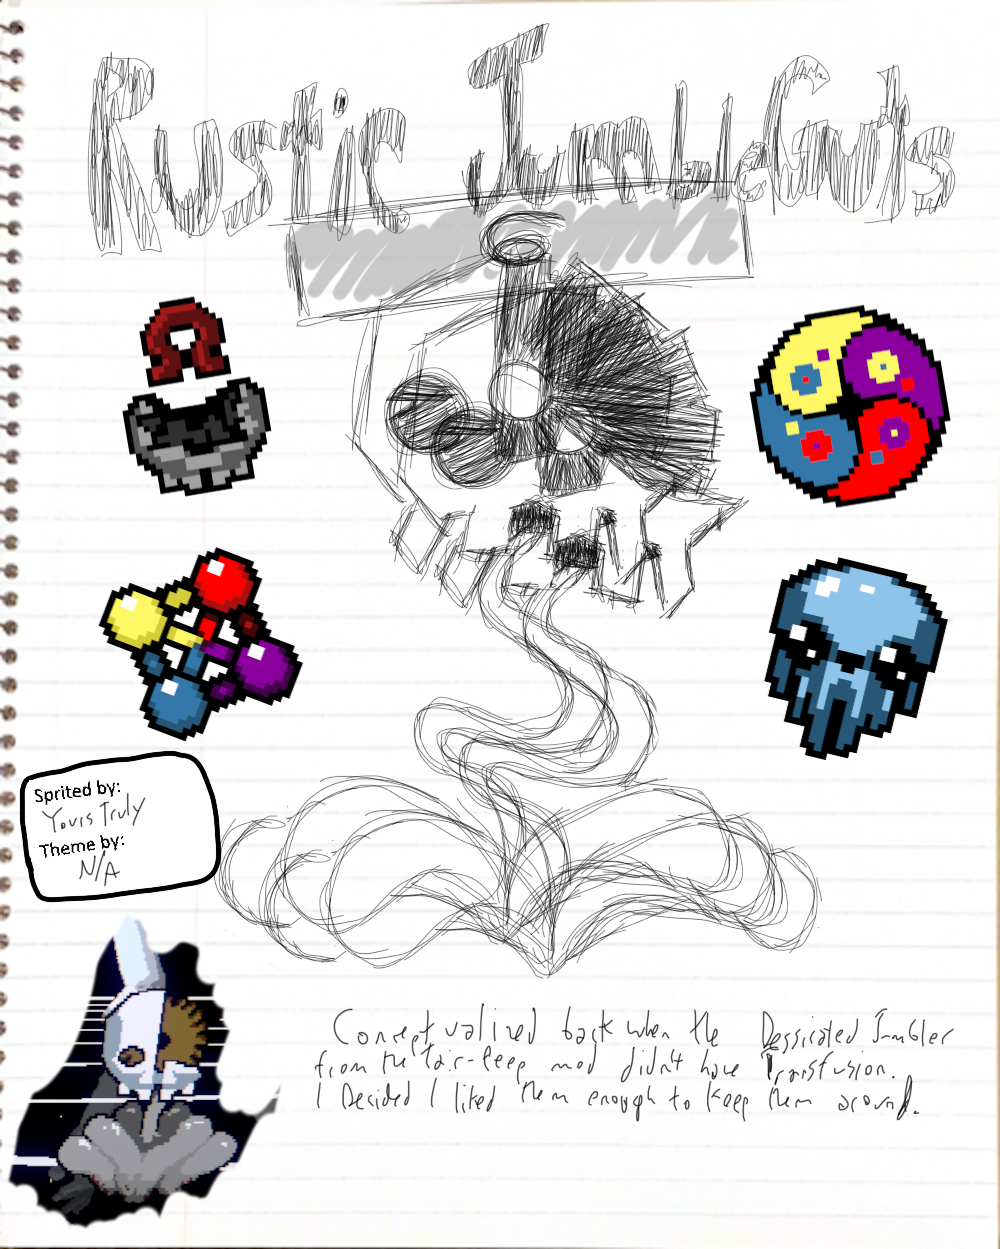 Rustic JumbleGuts
Sprited by:
Yours Truly
Theme by:
N/A
Conceptualized back when the Dessicated Jumbler
from the Fair-Keep mod didn't have Transfusion.
I Decided I liked them enough to keep them around.